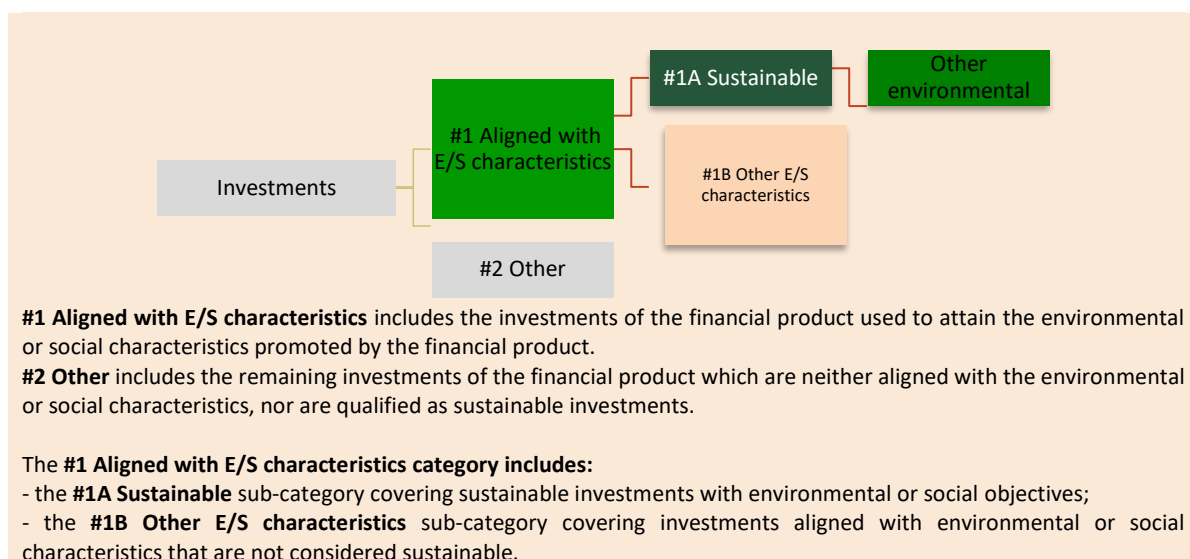 #1A Sustainable
Other
environmental
#1 Aligned with
E/S characteristics
#1B Other E/S
characteristics
Investments
#2 Other
#1 Aligned with E/S characteristics includes the investments of the financial product used to attain the environmental
or social characteristics promoted by the financial product.
#2 Other includes the remaining investments of the financial product which are neither aligned with the environmental
or social characteristics, nor are qualified as sustainable investments.
The #1 Aligned with E/S characteristics category includes:
- the #1A Sustainable sub-category covering sustainable investments with environmental or social objectives;
- the #1B Other E/S characteristics sub-category covering investments aligned with environmental or social
characteristics that are not considered sustainable.